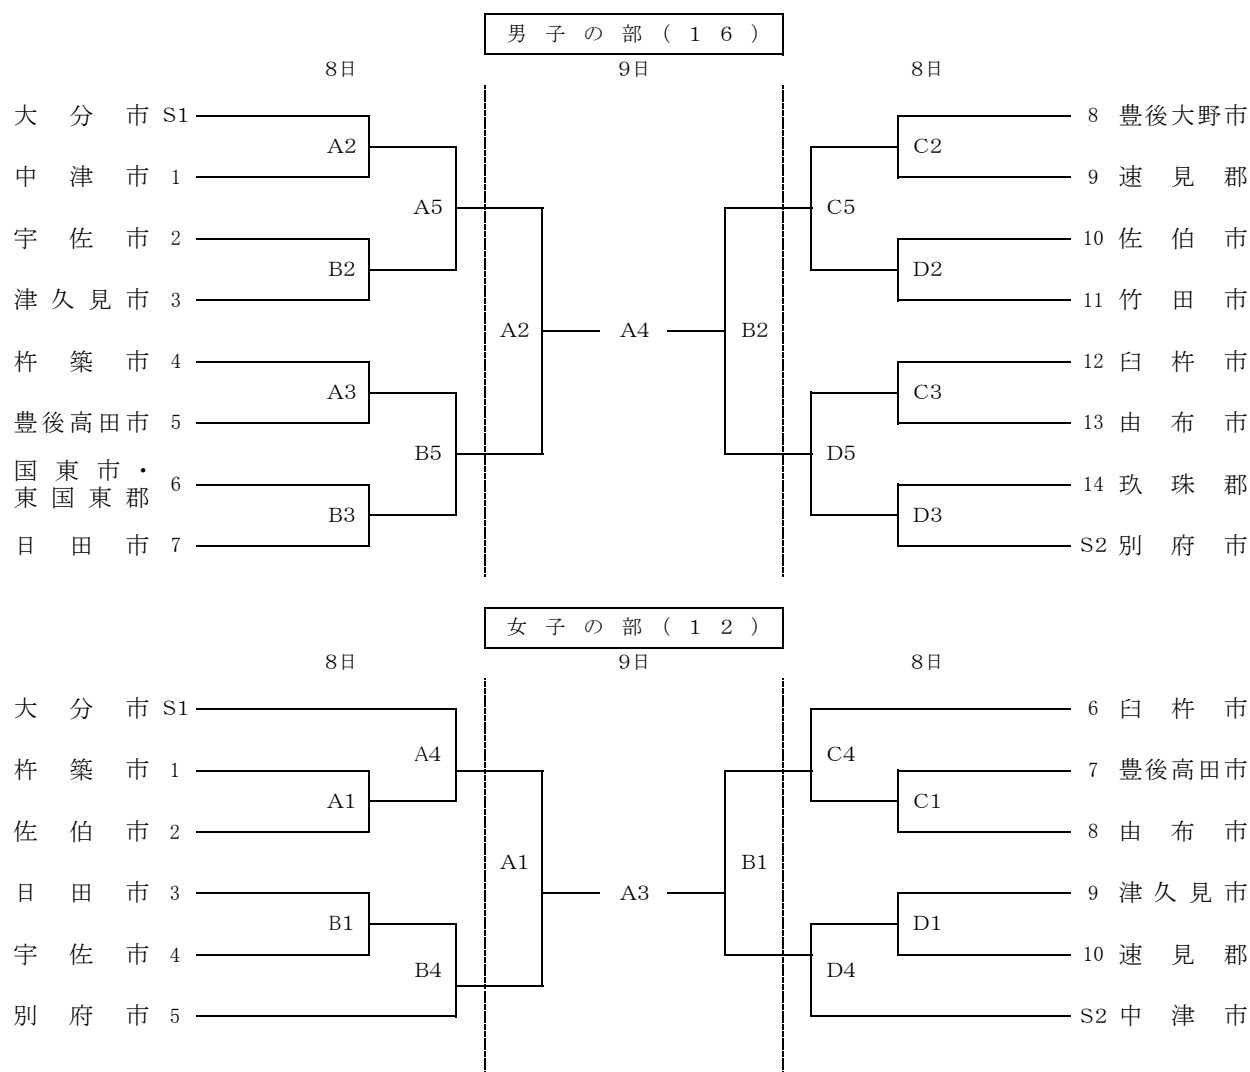 男子の部(16)
8日 9日 8日
大分市 S1 8 豊後大野市
A2 C2
中津市 1 9 速見郡
A5 C5
宇佐市 2 10 佐伯市
B2 D2
津久見市 3 11 竹田市
A2 A4 B2
杵築市 4 12 臼杵市
A3 C3
豊後高田市 5 13 由布市
B5 D5
国東市・
東国東郡 6 14 玖珠郡
B3 D3
日田市 7 S2 別府市
女子の部(12)
8日 9日 8日
大分市 S1 6 臼杵市
A4 C4
杵築市 1 7 豊後高田市
A1 C1
佐伯市 2 8 由布市
A1 B1
日田市 3 A3 9 津久見市
B1 D1
宇佐市 4 10 速見郡
B4 D4
別府市 5 S2 中津市